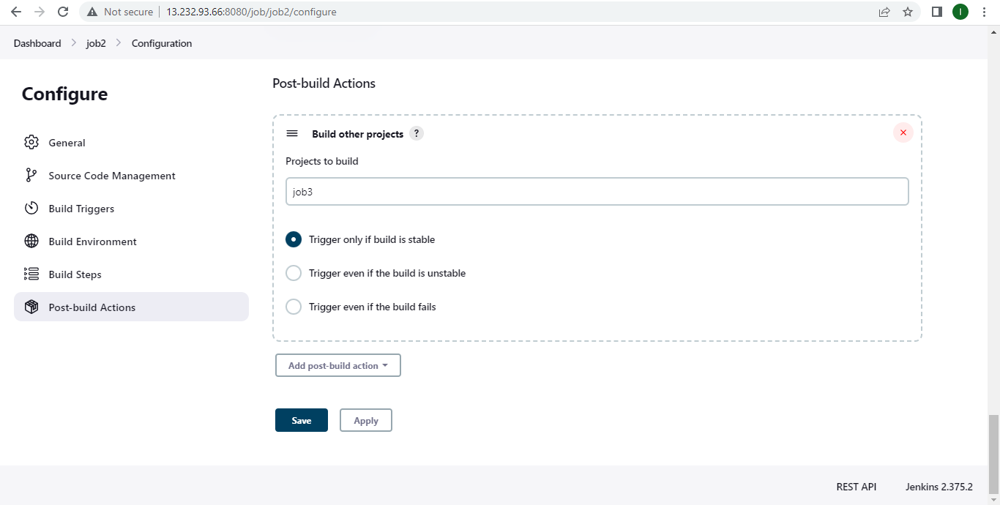 Not secure 13.232.93.66:8080/job/job2/configure I
Dashboard job2 Configuration
Configure
General
Source Code Management
Build Triggers
Build Environment
Build Steps
Post-build Actions
Post-build Actions
Build other projects ?
Projects to build
job3
Trigger only if build is stable
Trigger even if the build is unstable
Trigger even if the build fails
Add post-build action
Save Apply
REST API Jenkins 2.375.2